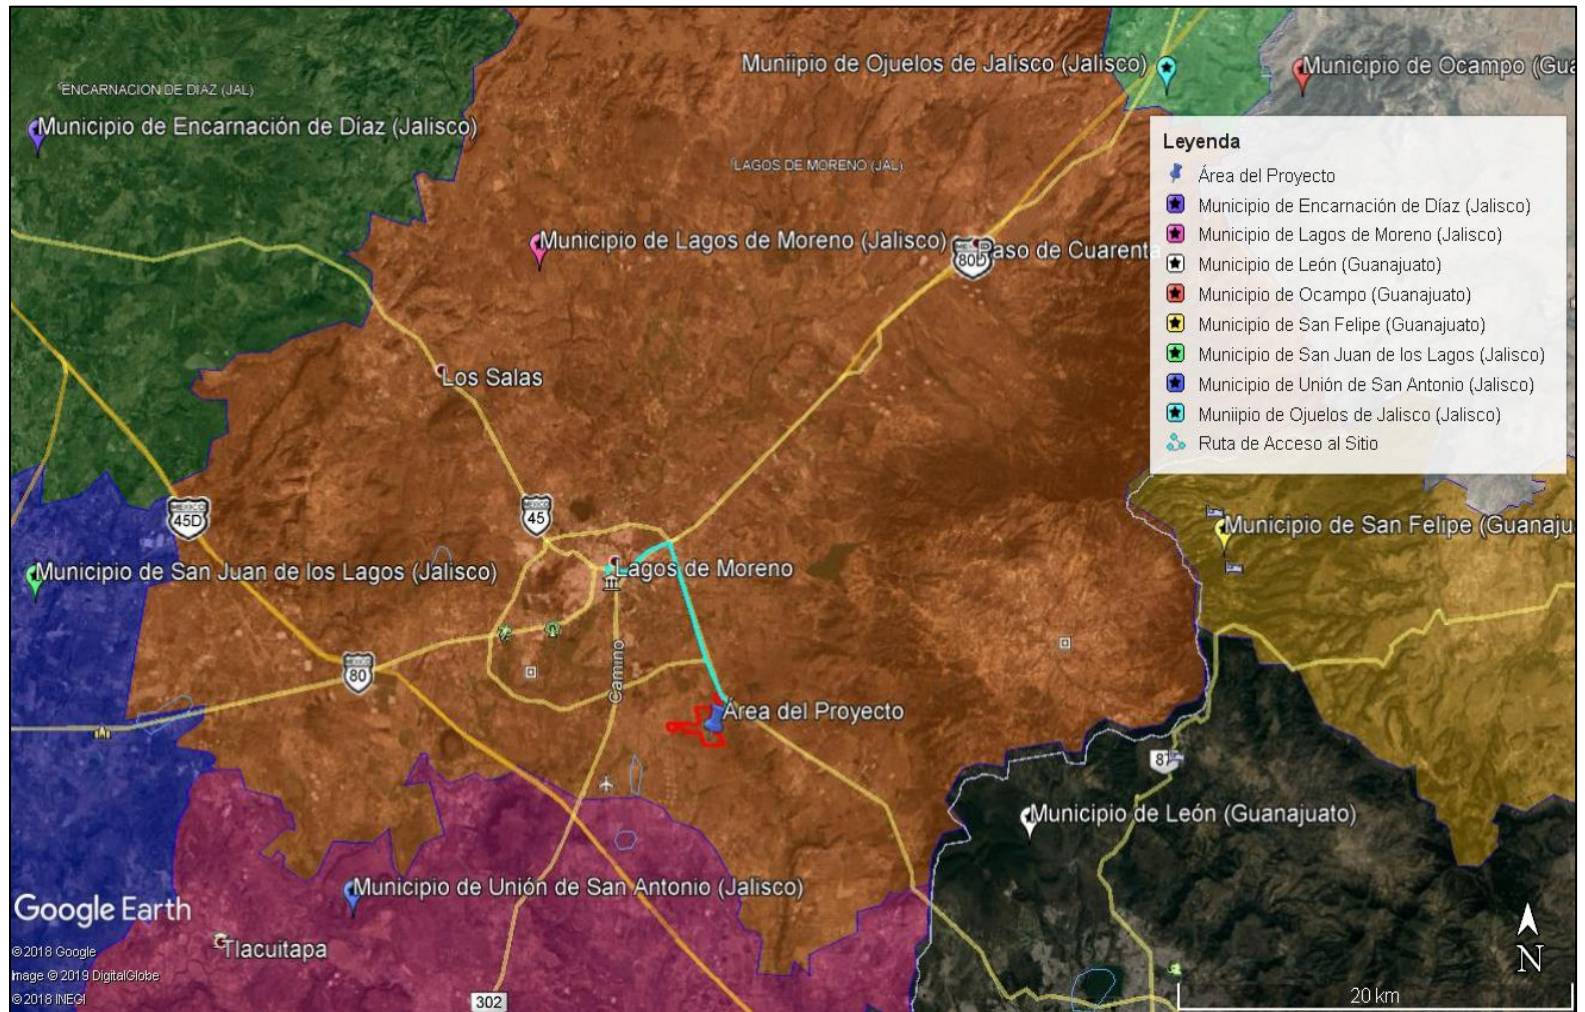 Muniipio de Ojuelos de Jalisco (Jalisco)
Municipio de Ocampo (Gua
ENCARNACION DE DIAZ (JAL)
Municipio de Encarnación de Díaz (Jalisco)
Leyenda
Área del Proyecto
Municipio de Encarnación de Díaz (Jalisco)
Municipio de Lagos de Moreno (Jalisco)
Municipio de León (Guanajuato)
Municipio de Ocampo (Guanajuato)
Municipio de San Felipe (Guanajuato)
Municipio de San Juan de los Lagos (Jalisco)
Municipio de Unión de San Antonio (Jalisco)
Muniipio de Ojuelos de Jalisco (Jalisco)
Ruta de Acceso al Sitio
LAGOS DE MORENO (JAL)
Municipio de Lagos de Moreno (Jalisco)
MEXICO
80D
Paso de Cuarenta
Los Salas
MEXICO
45D
MEXICO
45
Municipio de San Felipe (Guanaju
Municipio de San Juan de los Lagos (Jalisco)
Lagos de Moreno
Camino
MEXICO
80
Área del Proyecto
87
Municipio de León (Guanajuato)
Municipio de Unión de San Antonio (Jalisco)
Google Earth
Tlacuitapa
© 2018 Google
Image © 2019 DigitalGlobe
© 2018 INEGI
302
N
20 km